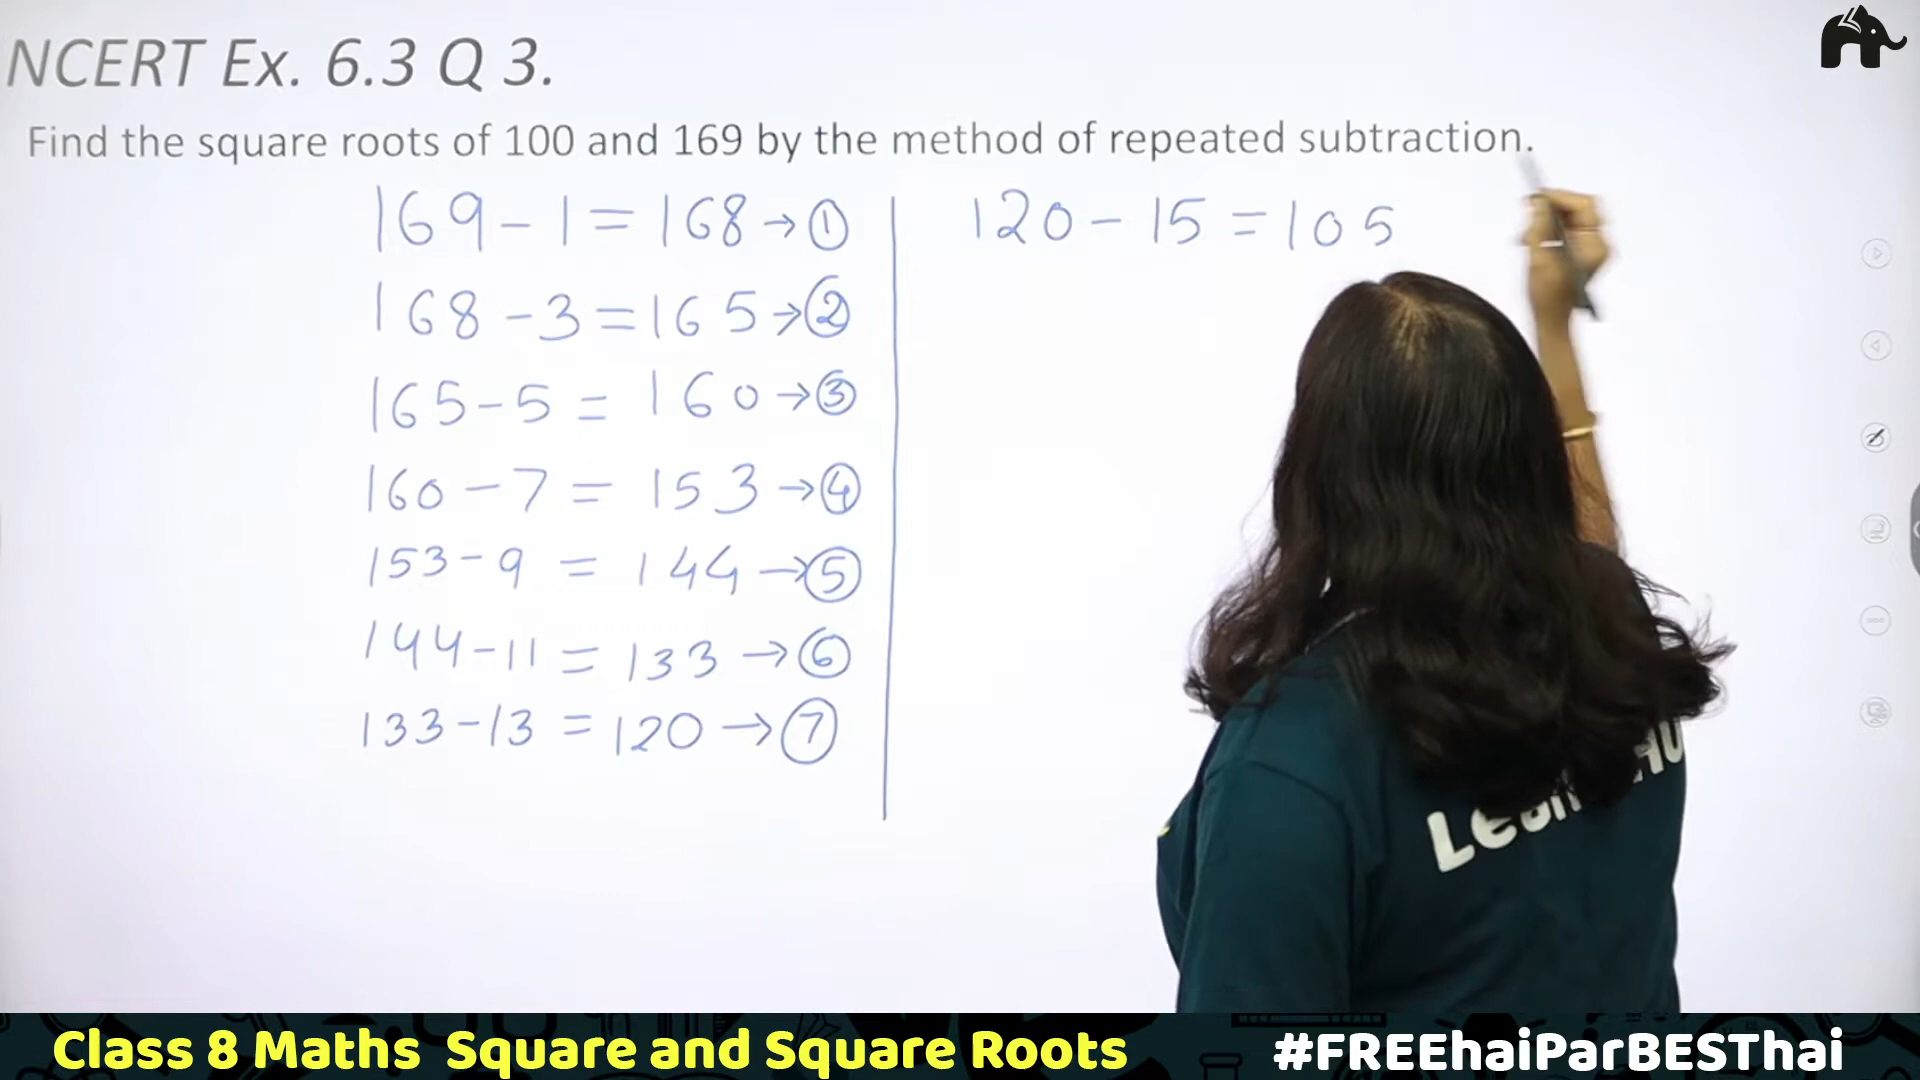 NCERT Ex. 6.3 Q 3.
Find the square roots of 100 and 169 by the method of repeated subtraction.
169 - 1 = 168 → ①
168 - 3 = 165 → ②
165 - 5 = 160 → ③
160 - 7 = 153 → ④
153 - 9 = 144 → ⑤
144 - 11 = 133 → ⑥
133 - 13 = 120 → ⑦
120 - 15 = 105
Class 8 Maths Square and Square Roots
#FREEhaiParBESThai